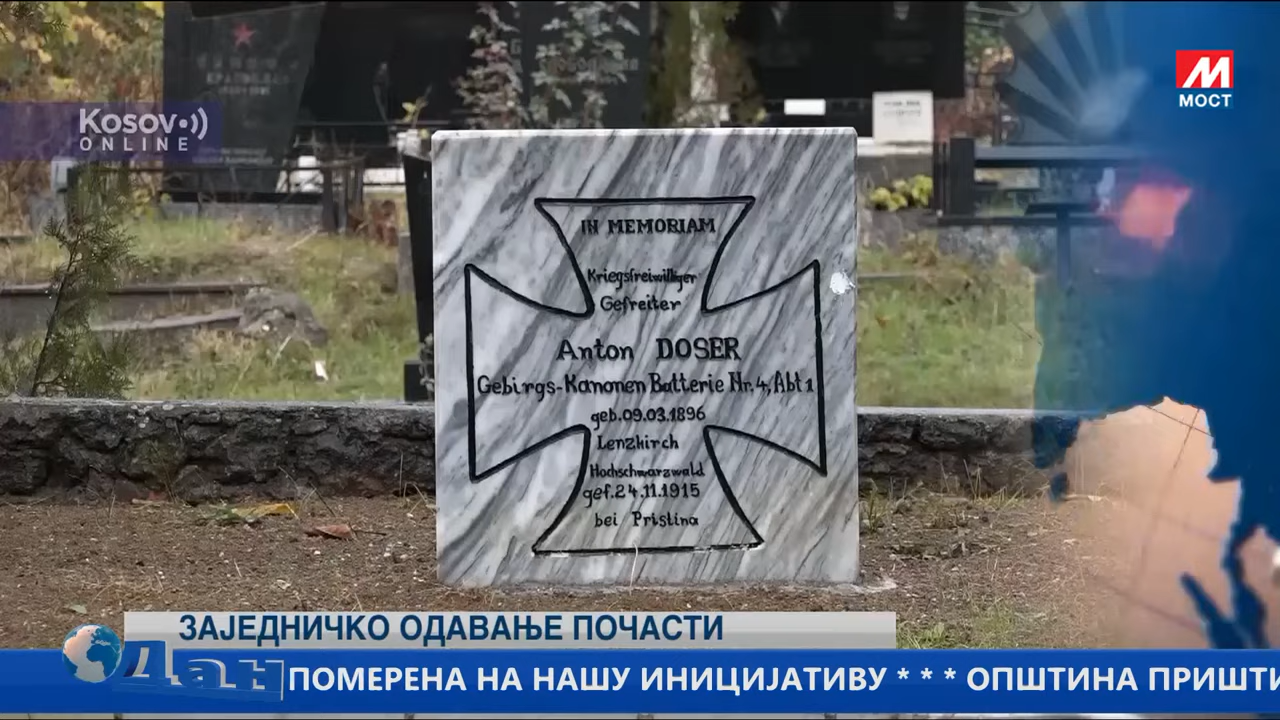 Kosovo
ONLINE
М
МОСТ
IN MEMORIAM
Kriegsfreiwilliger
Gefreiter
Anton DOSER
Gebirgs-Kanonen Batterie Nr.4, Abt 1
geb.09.03.1896
Lenzkirch
Hochschwarzwald
gef.24.11.1915
bei Pristina
ЗАЈЕДНИЧКО ОДАВАЊЕ ПОЧАСТИ
Дан
ПОМЕРЕНА НА НАШУ ИНИЦИЈАТИВУ * * * ОПШТИНА ПРИШТИ